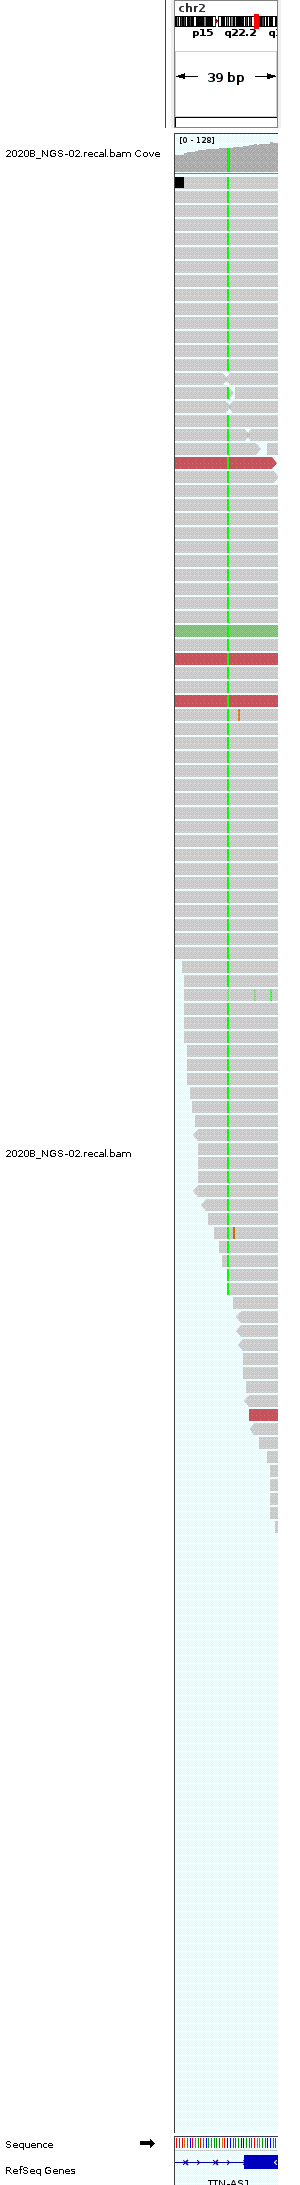 chr2
p15 q22.2
39 bp
[0 - 128]
2020B_NGS-02.recal.bam Cove
2020B_NGS-02.recal.bam
Sequence
RefSeq Genes
TTN-AS1